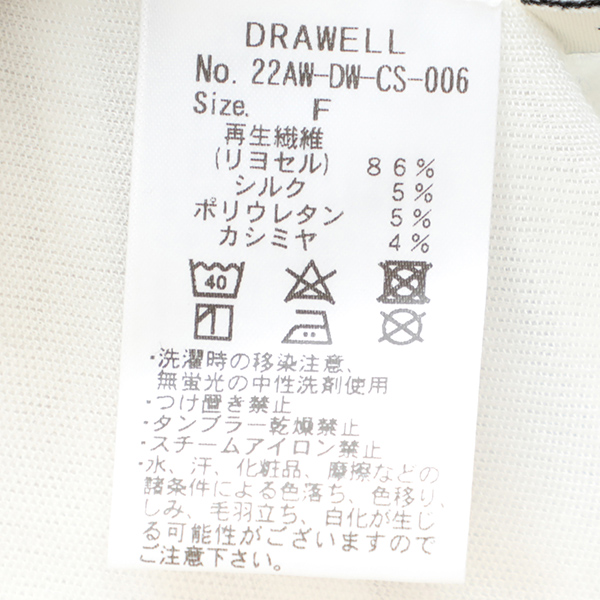 DRAWELL
No. 22AW-DW-CS-006
Size. F
再生繊維
(リヨセル) 86%
シルク 5%
ポリウレタン 5%
カシミヤ 4%
40
・洗濯時の移染注意、
無蛍光の中性洗剤使用
・つけ置き禁止
・タンブラー乾燥禁止
・スチームアイロン禁止
・水、汗、化粧品、摩擦などの
諸条件による色落ち、色移り、
しみ、毛羽立ち、白化が生じ
る可能性がございますので
ご注意下さい。